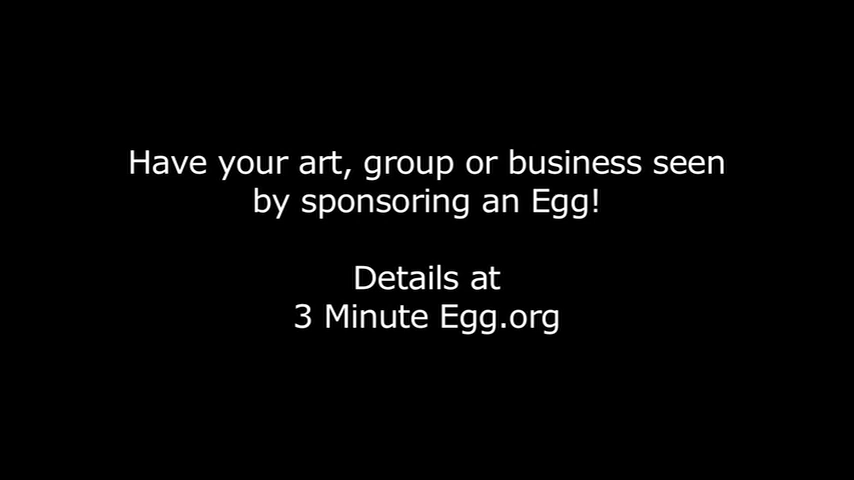 Have your art, group or business seen
by sponsoring an Egg!
Details at
3 Minute Egg.org